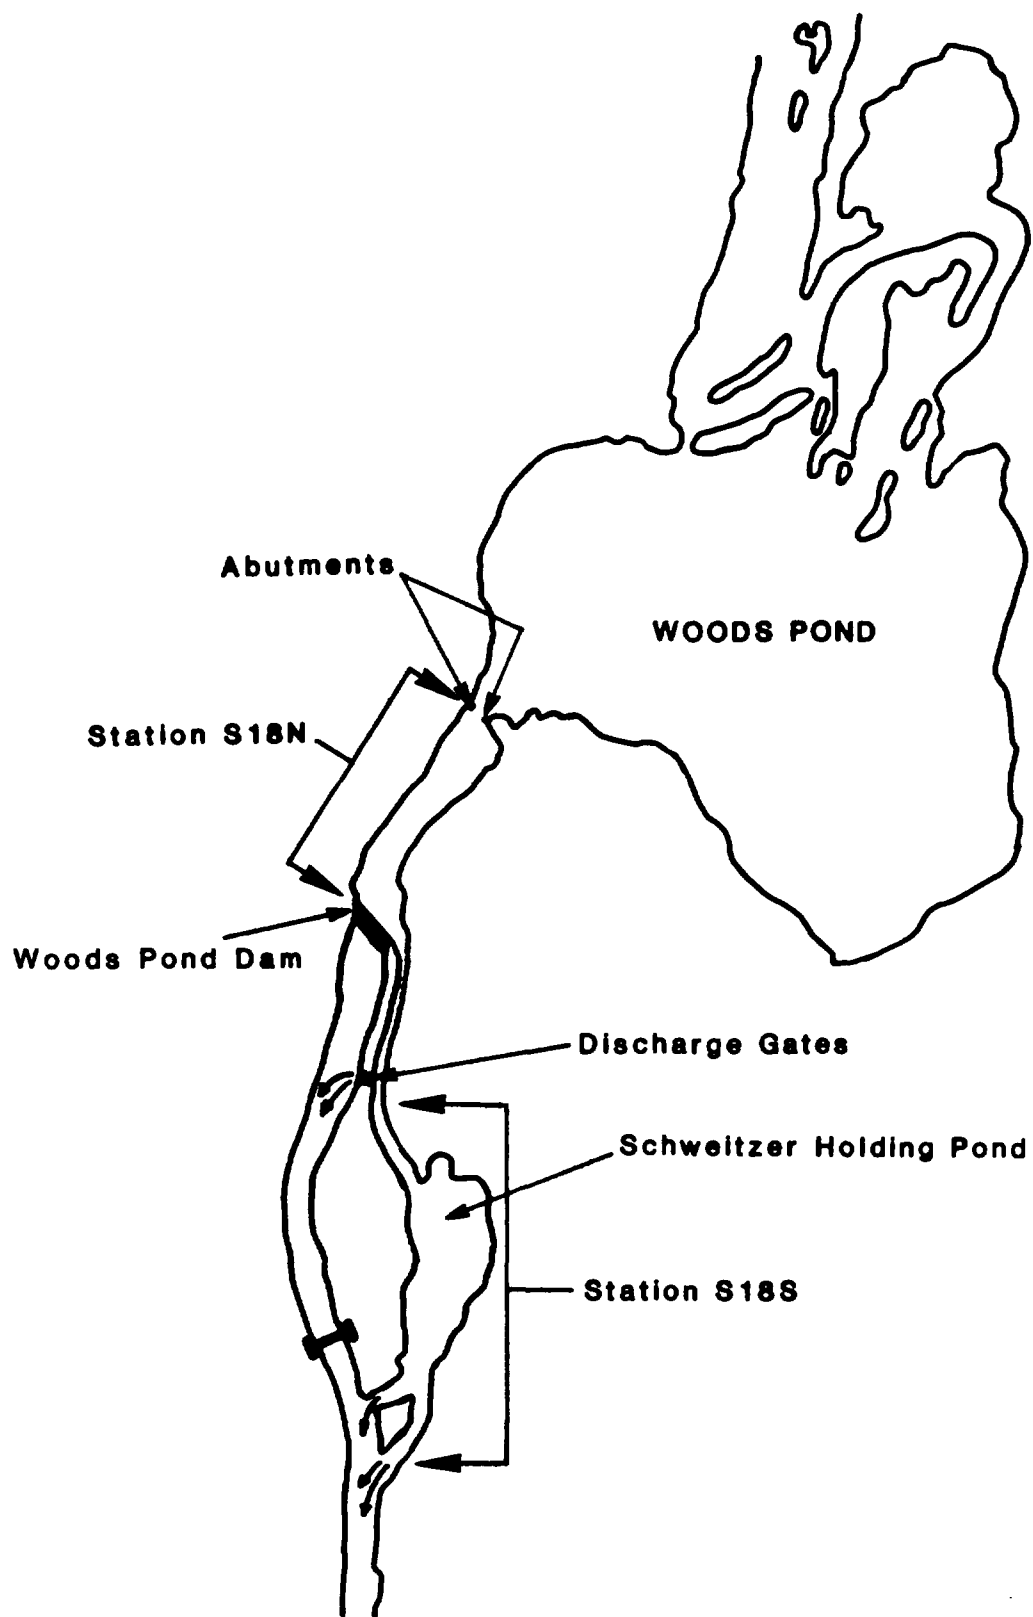 Abutments
WOODS POND
Station S18N
Woods Pond Dam
Discharge Gates
Schweitzer Holding Pond
Station S18S